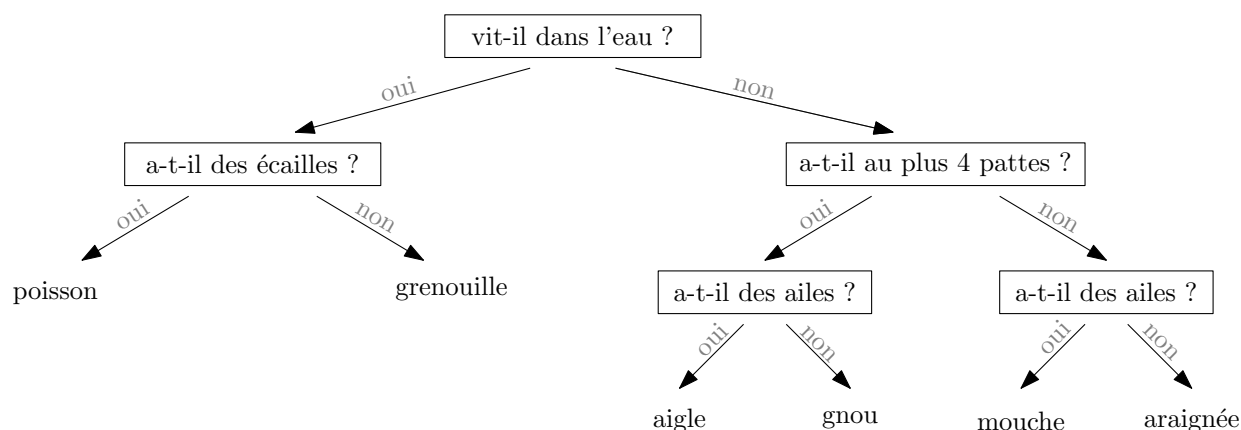 vit-il dans l'eau ?
oui
non
a-t-il des écailles ?
a-t-il au plus 4 pattes ?
oui
non
oui
non
poisson
grenouille
a-t-il des ailes ?
a-t-il des ailes ?
oui
non
oui
non
aigle
gnou
mouche
araignée